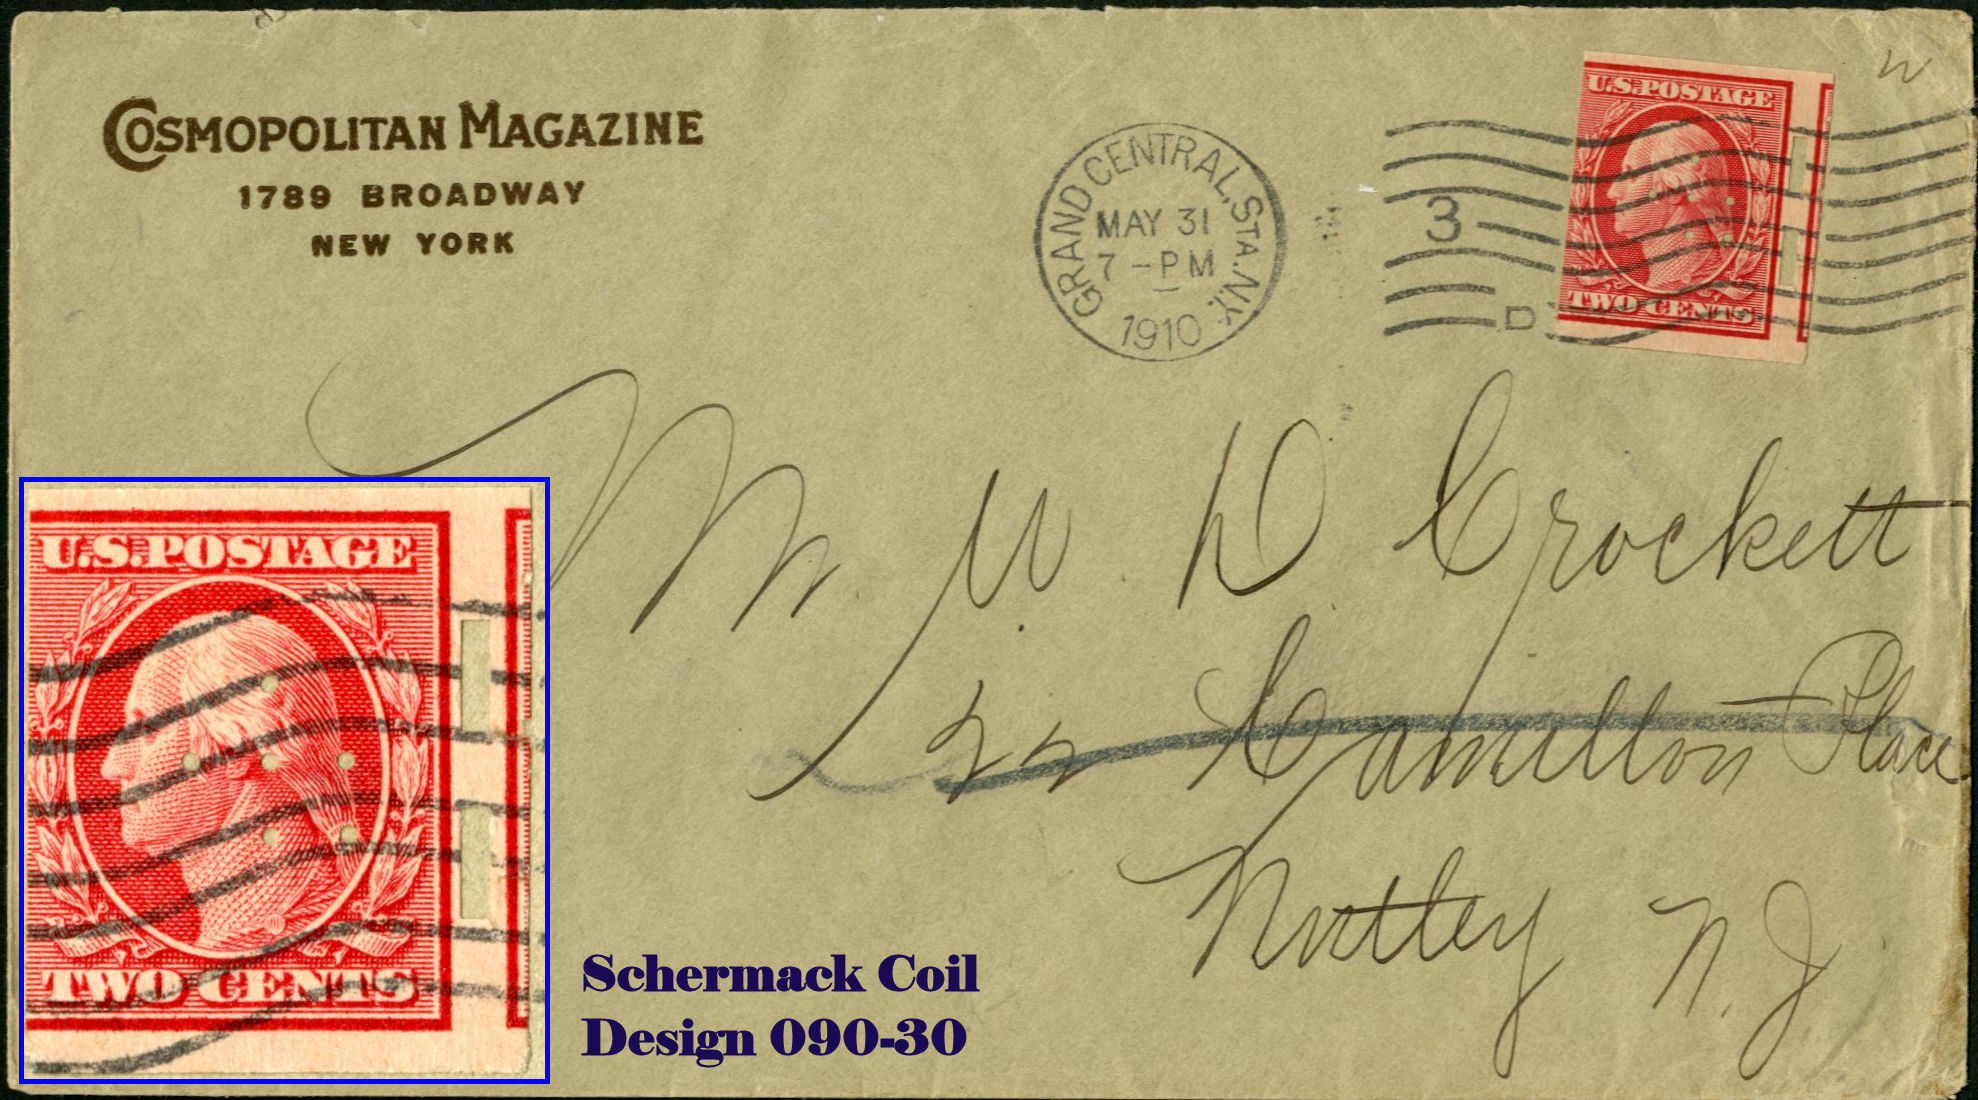 COSMOPOLITAN MAGAZINE
1789 BROADWAY
NEW YORK
GRAND CENTRAL, STA. N.Y.
MAY 31
7 - PM
1910
3
D
U.S. POSTAGE
TWO CENTS
W
Mr W D Crockett
22 Hamilton Place
Nutley N.J
U.S. POSTAGE
TWO CENTS
Schermack Coil
Design 090-30